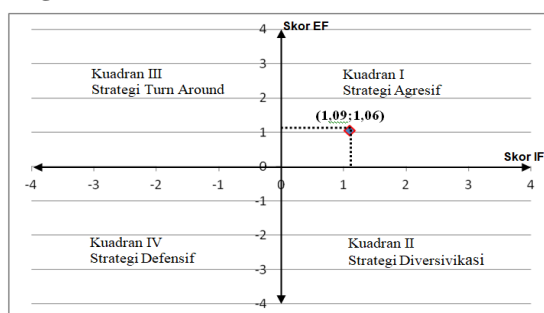 4
Skor EF
Kuadran III
Strategi Turn Around
Kuadran I
Strategi Agresif
3
2
(1,09;1,06)
1
0
Skor IF
-4
-3
-2
-1
0
1
2
3
4
-1
-2
Kuadran IV
Strategi Defensif
Kuadran II
Strategi Diversivikasi
-3
-4